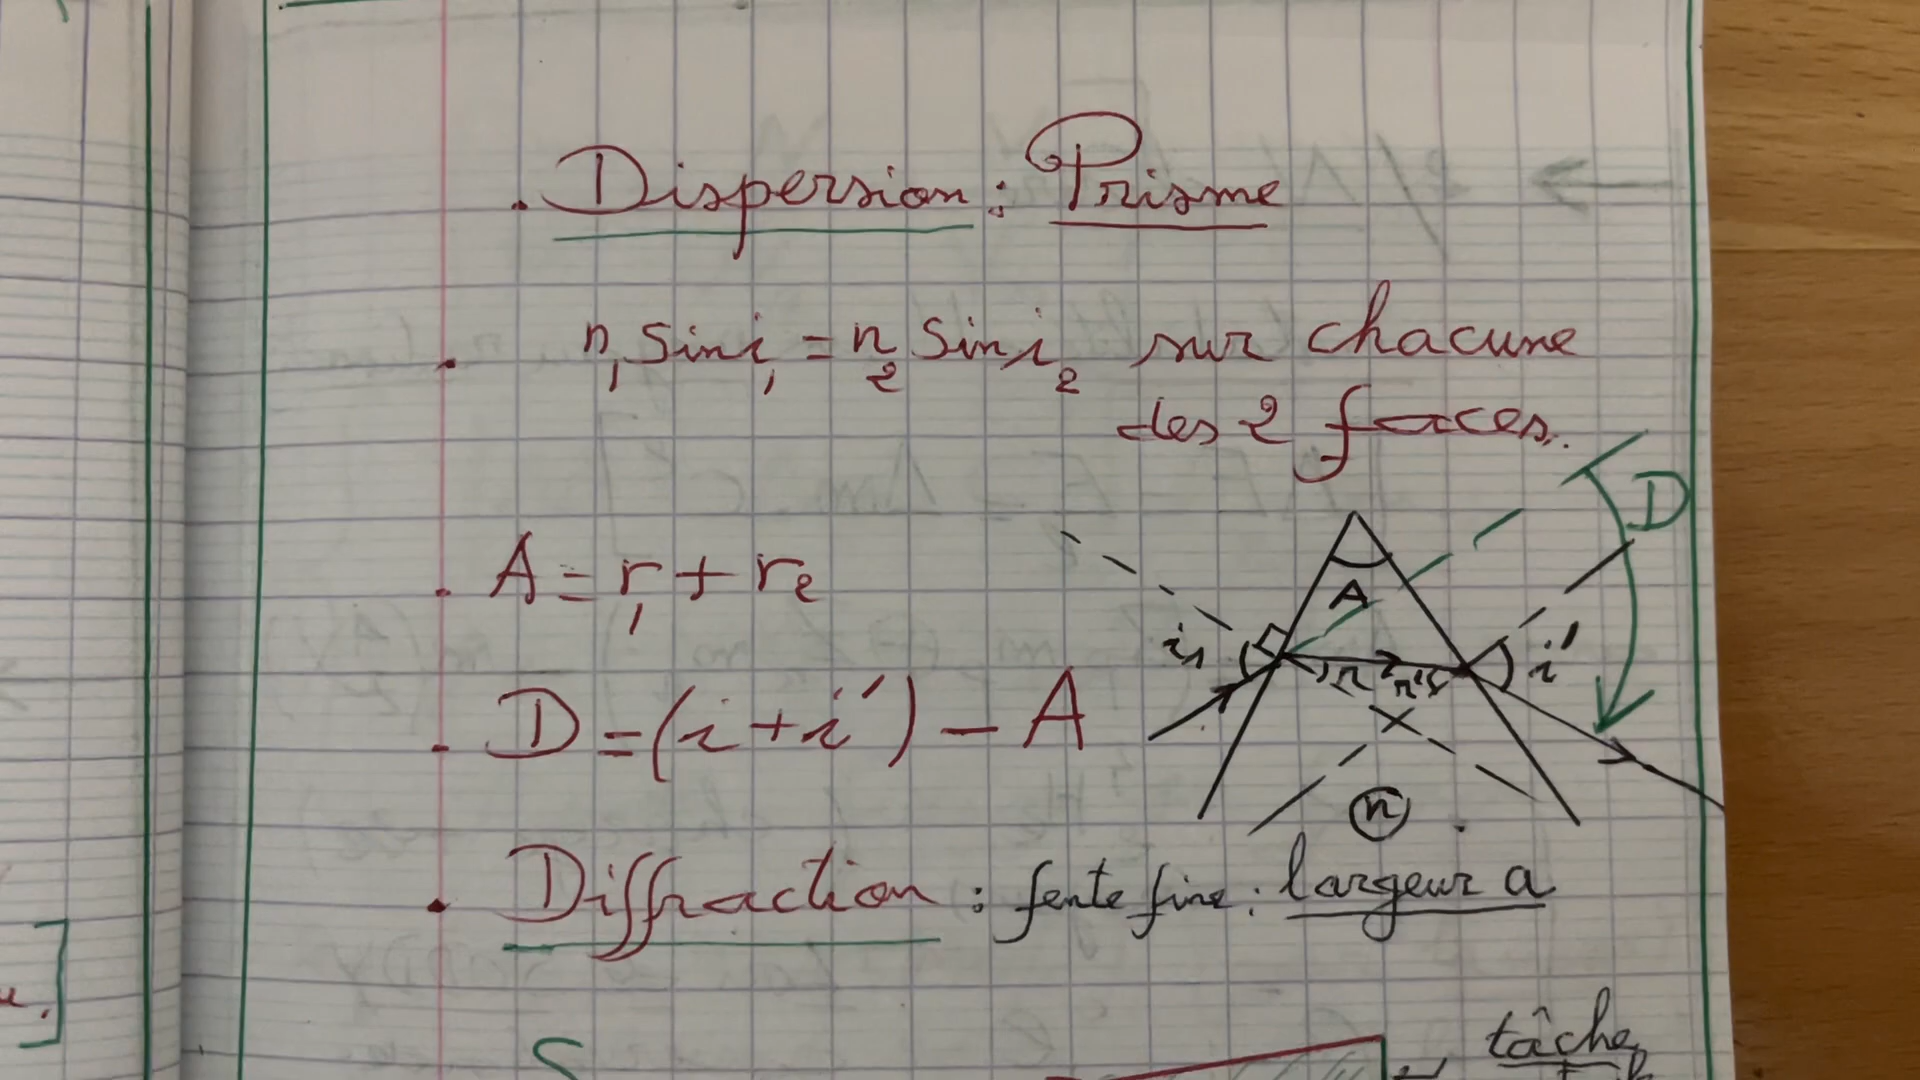 . Dispersion : Prisme
. n₁ sin i₁ = n₂ sin i₂ sur chacune
des 2 faces.
. A = r₁ + r₂
D
A
i₁
r
r'
i'
. D = (i + i') - A
n
. Diffraction : fente fine : largeur a
tâche